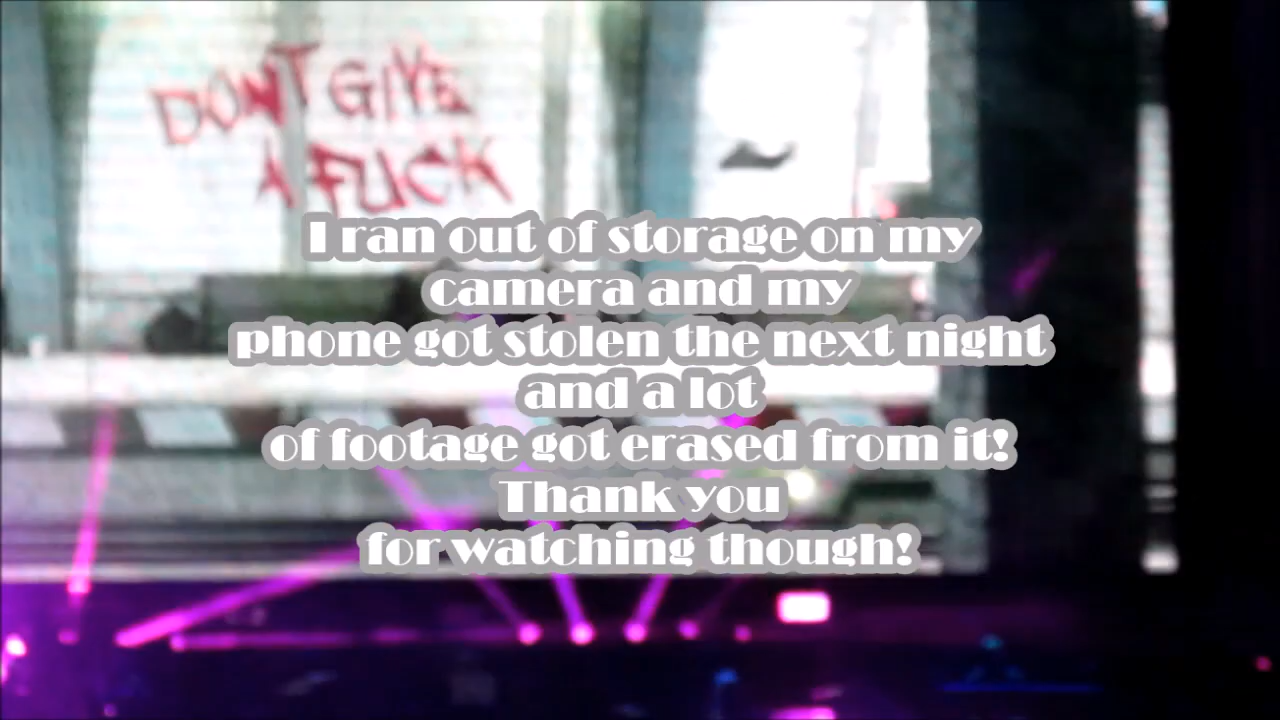 DONT GIVE
A FUCK
I ran out of storage on my
camera and my
phone got stolen the next night
and a lot
of footage got erased from it!
Thank you
for watching though!